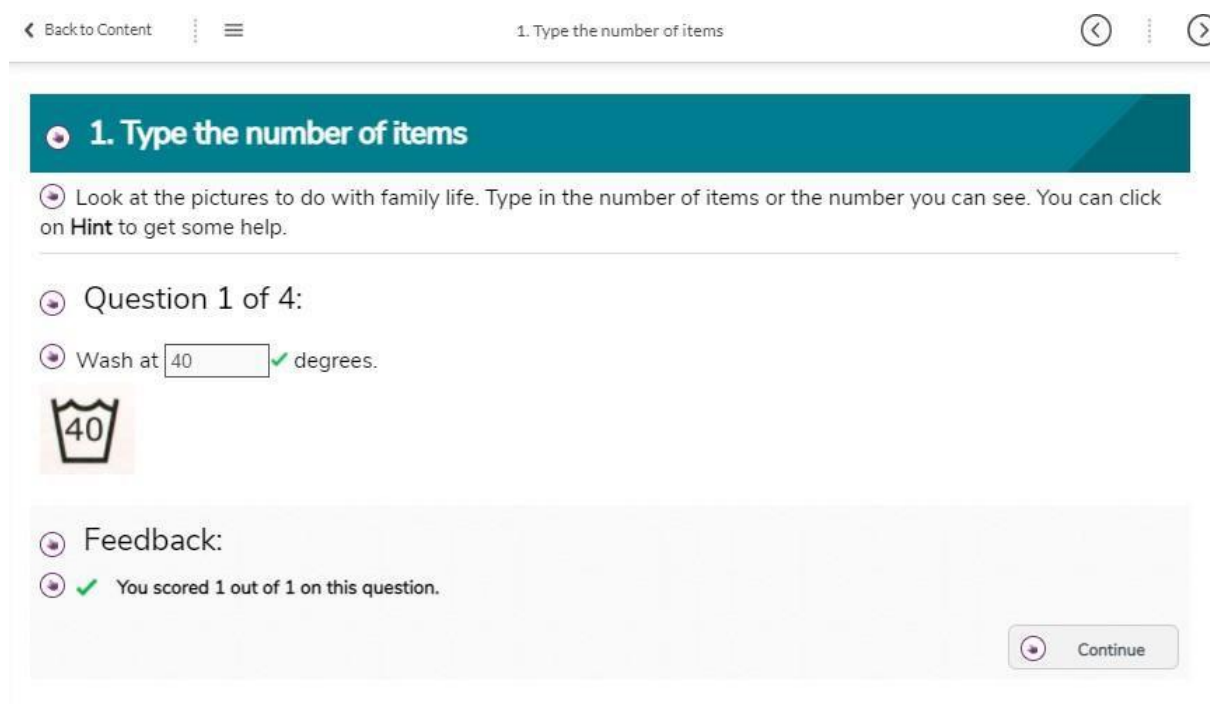 Back to Content
1. Type the number of items
1. Type the number of items
Look at the pictures to do with family life. Type in the number of items or the number you can see. You can click
on Hint to get some help.
Question 1 of 4:
Wash at 40 degrees.
40
Feedback:
You scored 1 out of 1 on this question.
Continue